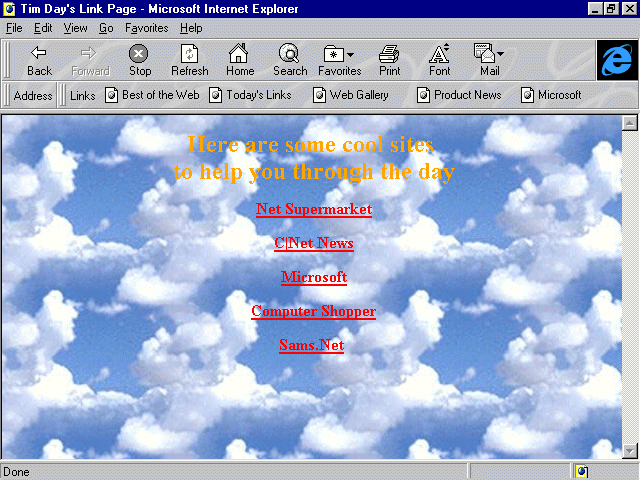 Tim Day's Link Page - Microsoft Internet Explorer
File Edit View Go Favorites Help
Back Forward Stop Refresh Home Search Favorites Print Font Mail
Address Links Best of the Web Today's Links Web Gallery Product News Microsoft
Here are some cool sites
to help you through the day
Net Supermarket
C|Net News
Microsoft
Computer Shopper
Sams.Net
Done